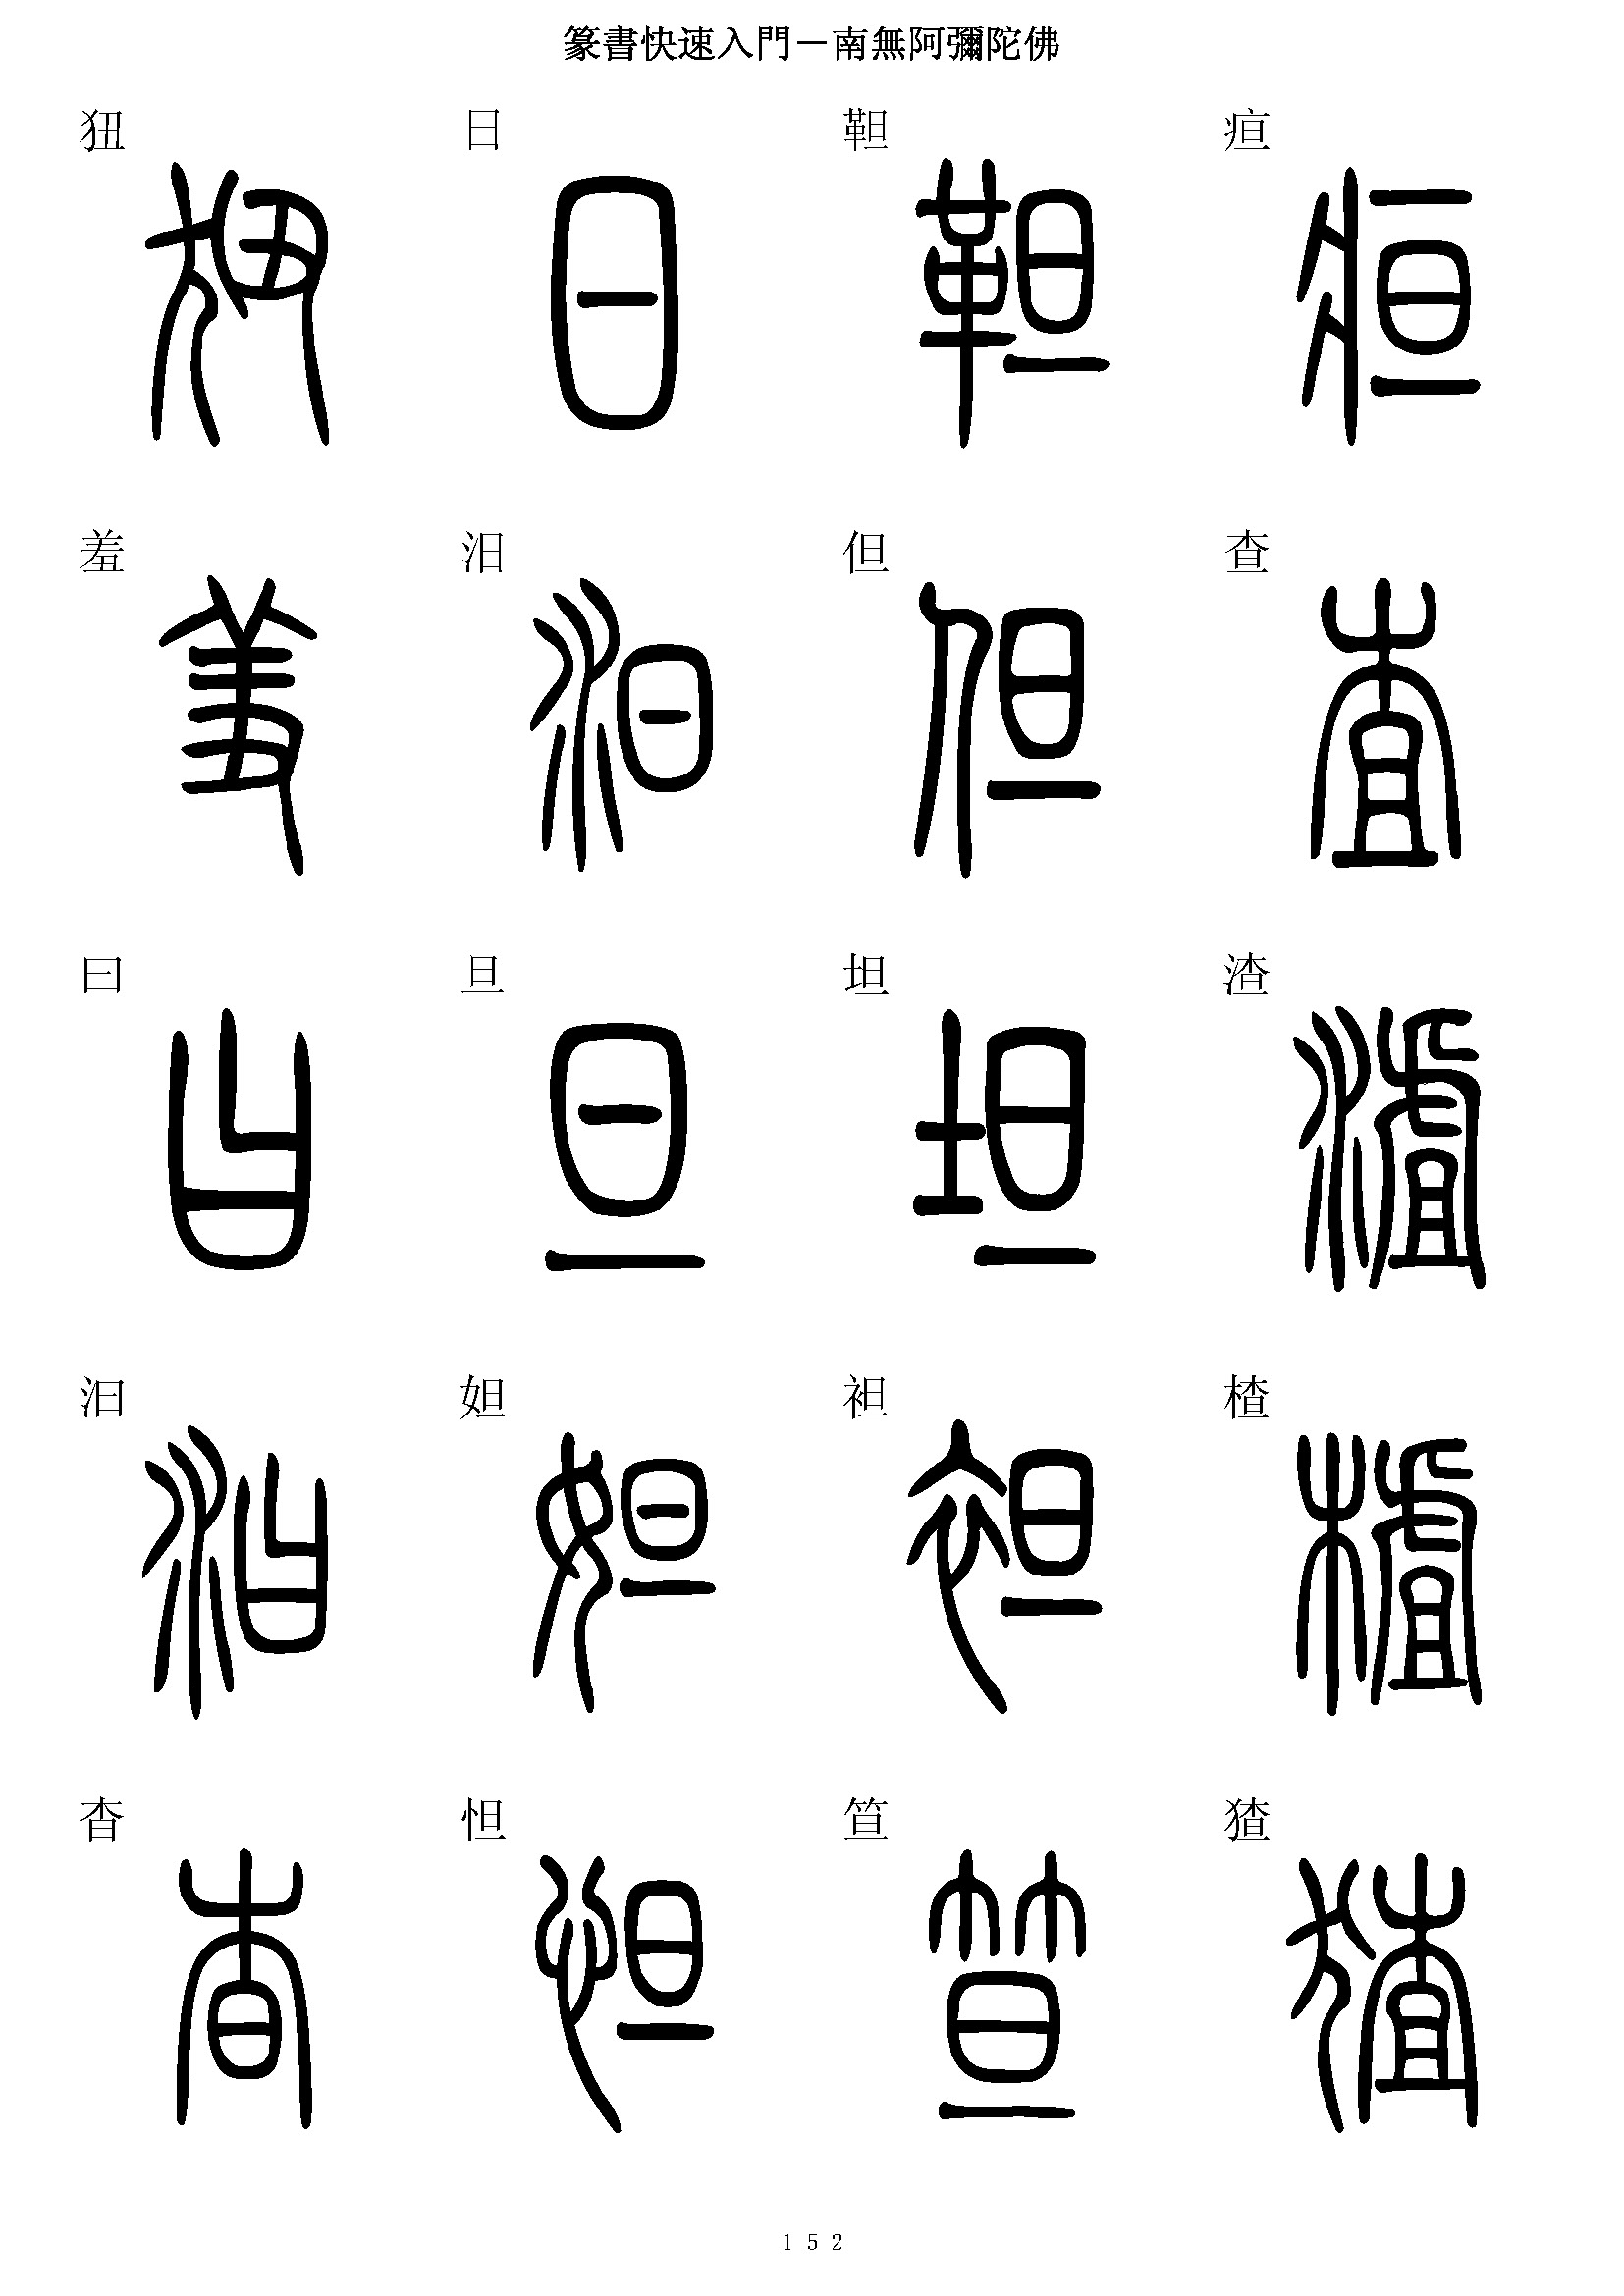 篆書快速入門－南無阿彌陀佛
狃 日 靼 疸
羞 汨 但 查
曰 旦 坦 渣
汩 妲 袒 楂
杳 怛 笪 猹
152